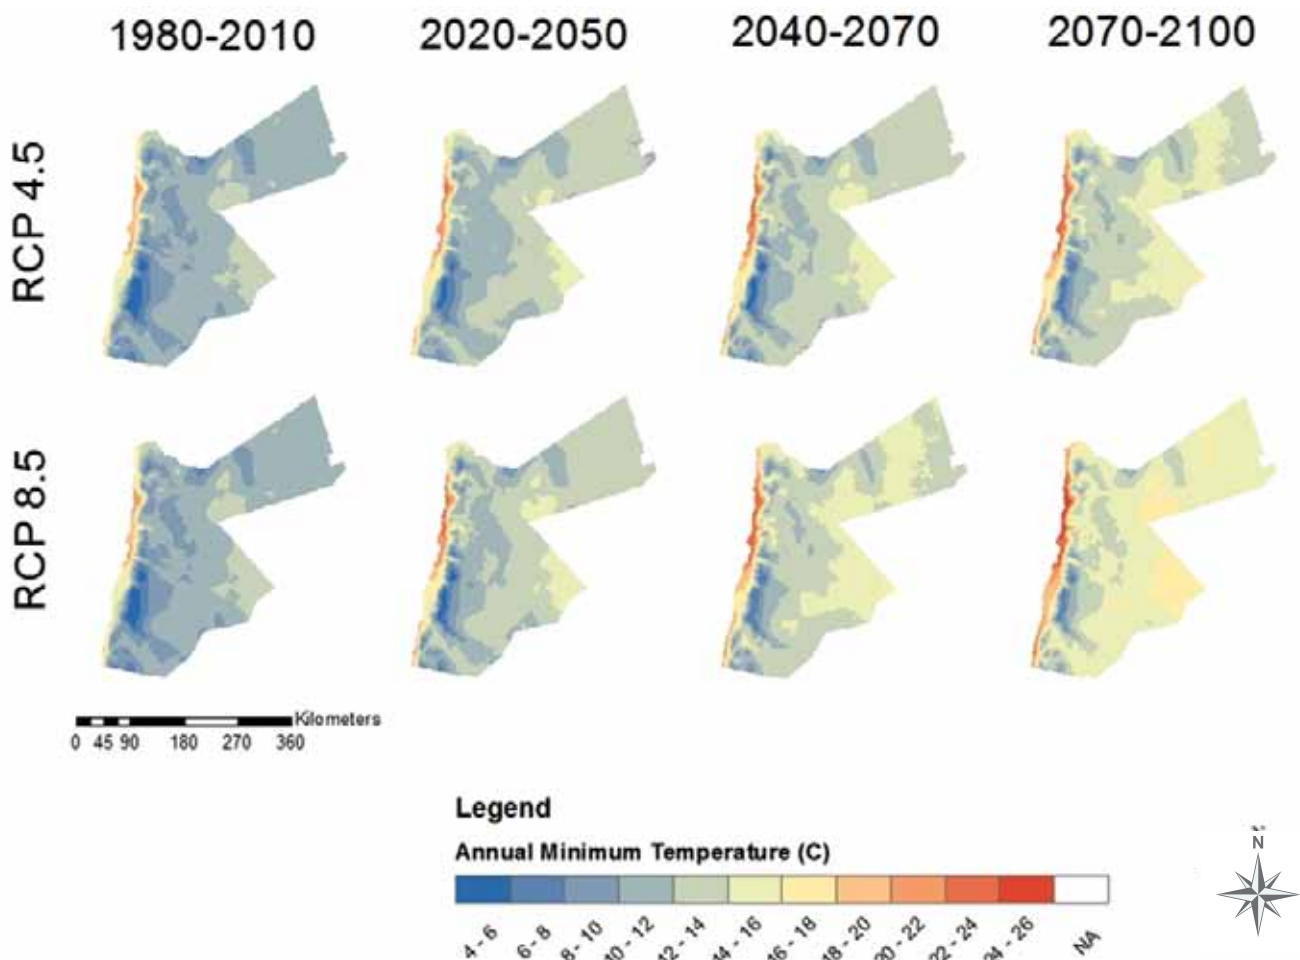 1980-2010 2020-2050 2040-2070 2070-2100
RCP 4.5
RCP 8.5
Kilometers
0 45 90 180 270 360
Legend
Annual Minimum Temperature (C)
4 - 6 6 - 8 8 - 10 10 - 12 12 - 14 14 - 16 16 - 18 18 - 20 20 - 22 22 - 24 24 - 26 NA
N